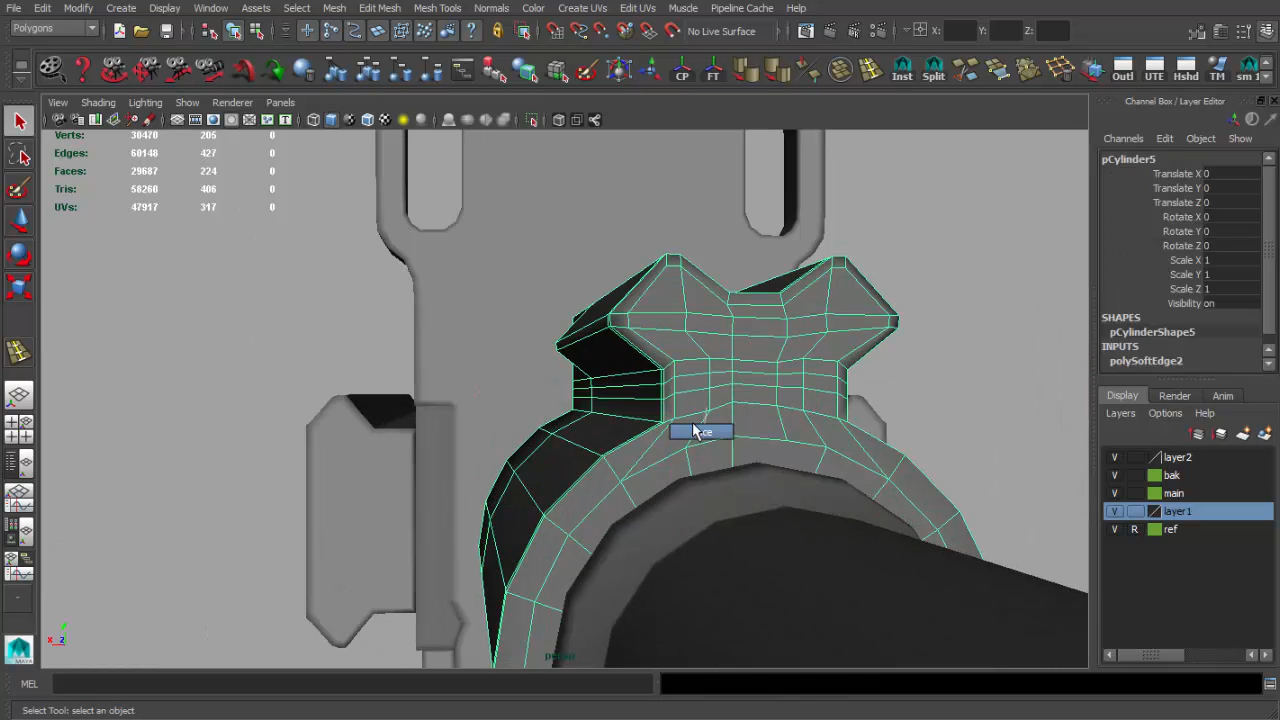 File Edit Modify Create Display Window Assets Select Mesh Edit Mesh Mesh Tools Normals Color Create UVs Edit UVs Muscle Pipeline Cache Help
Polygons No Live Surface X: Y: Z:
CP FT Inst Split Outl UTE Hshd TM sm 1
View Shading Lighting Show Renderer Panels
Channel Box / Layer Editor
Verts: 30470 205 0
Edges: 60148 427 0
Faces: 29687 224 0
Tris: 58260 406 0
UVs: 47917 317 0
Channels Edit Object Show
pCylinder5
Translate X 0
Translate Y 0
Translate Z 0
Rotate X 0
Rotate Y 0
Rotate Z 0
Scale X 1
Scale Y 1
Scale Z 1
Visibility on
SHAPES
pCylinderShape5
INPUTS
polySoftEdge2
Display Render Anim
Layers Options Help
V layer2
V bak
V main
V layer1
V R ref
persp
MEL
Select Tool: select an object